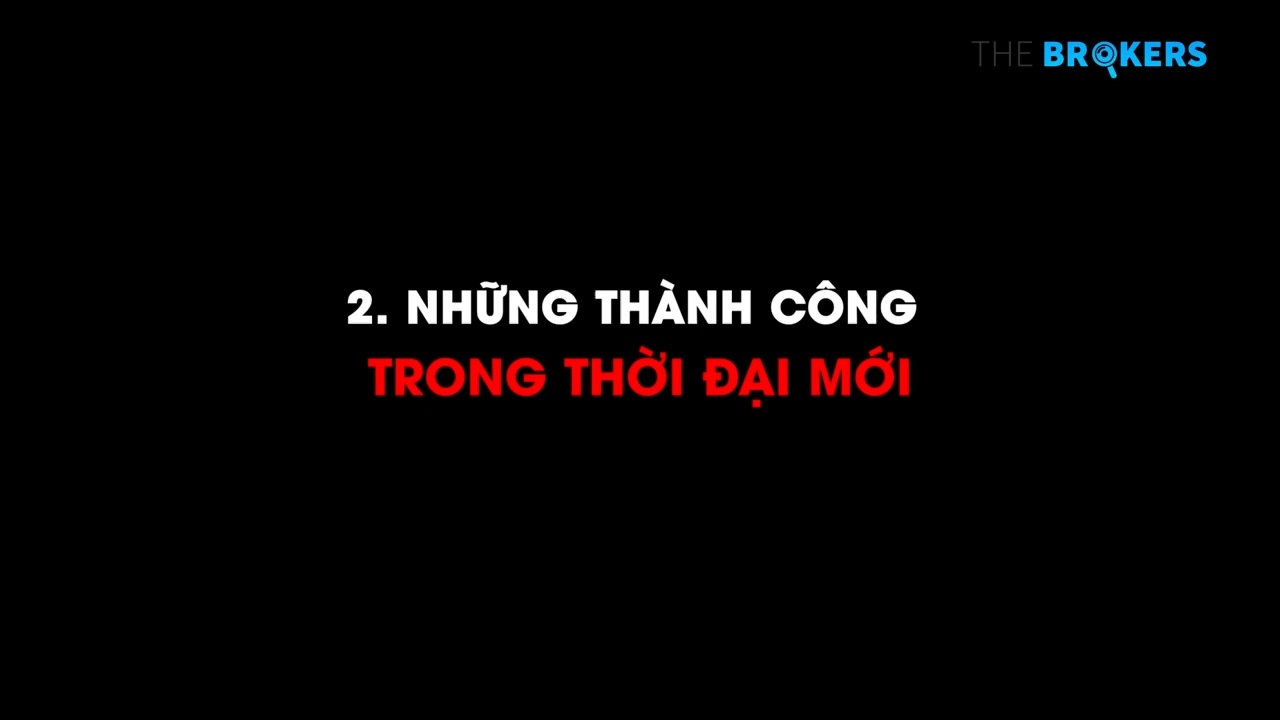 THE BROKERS
2. NHỮNG THÀNH CÔNG
TRONG THỜI ĐẠI MỚI